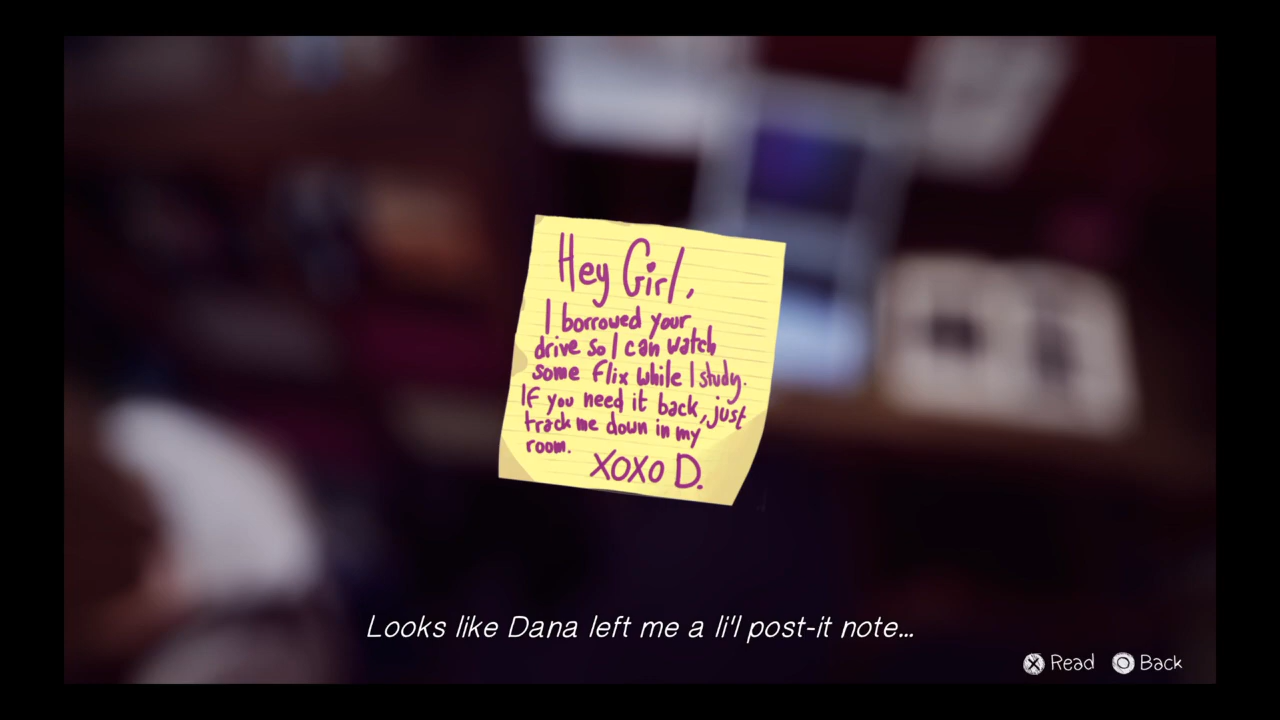 Hey Girl,
I borrowed your
drive so I can watch
some Flix while I study.
If you need it back, just
track me down in my
room.
XOXO D.
Looks like Dana left me a li'l post-it note...
Read
Back